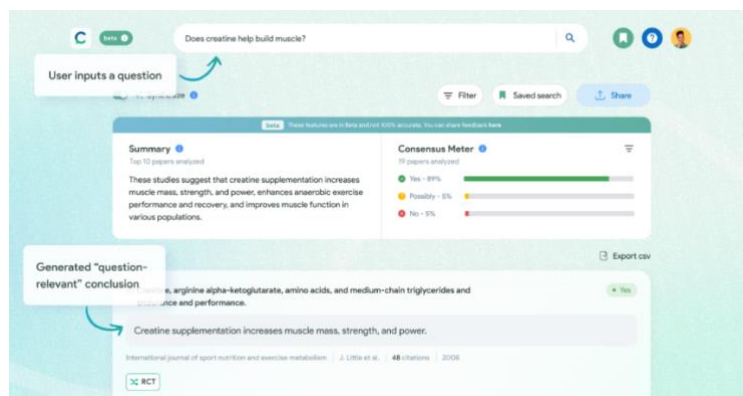 C
beta
Does creatine help build muscle?
User inputs a question
Synthesize
Filter
Saved search
Share
beta These features are in Beta and not 100% accurate. You can share feedback here
Summary
Top 10 papers analyzed
These studies suggest that creatine supplementation increases
muscle mass, strength, and power, enhances anaerobic exercise
performance and recovery, and improves muscle function in
various populations.
Consensus Meter
19 papers analyzed
Yes - 89%
Possibly - 5%
No - 5%
Export csv
Generated “question-
relevant” conclusion
, arginine alpha-ketoglutarate, amino acids, and medium-chain triglycerides and
and performance.
Yes
Creatine supplementation increases muscle mass, strength, and power.
International journal of sport nutrition and exercise metabolism | J. Little et al. | 48 citations | 2008
RCT